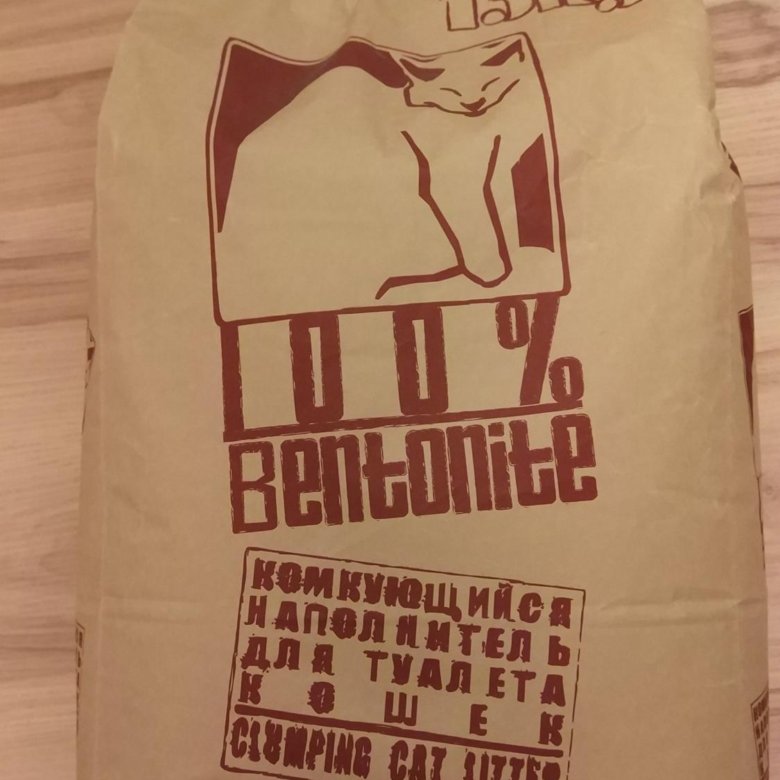 100%
Bentonite
КОМКУЮЩИЙСЯ
НАПОЛНИТЕЛЬ
ДЛЯ ТУАЛЕТА
КОШЕК
CLUMPING CAT LITTER